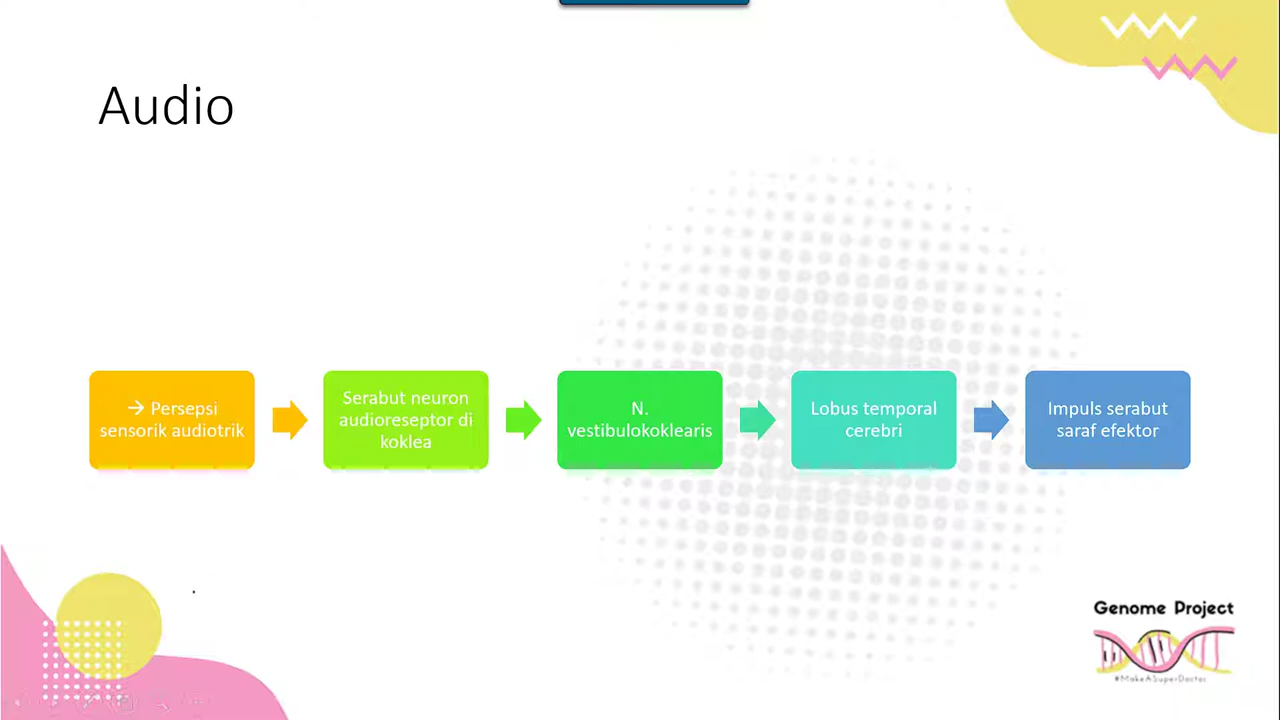 Audio
→ Persepsi
sensorik audiotrik
Serabut neuron
audioreseptor di
koklea
N.
vestibulokoklearis
Lobus temporal
cerebri
Impuls serabut
saraf efektor
Genome Project
#MakeASuperDoctor